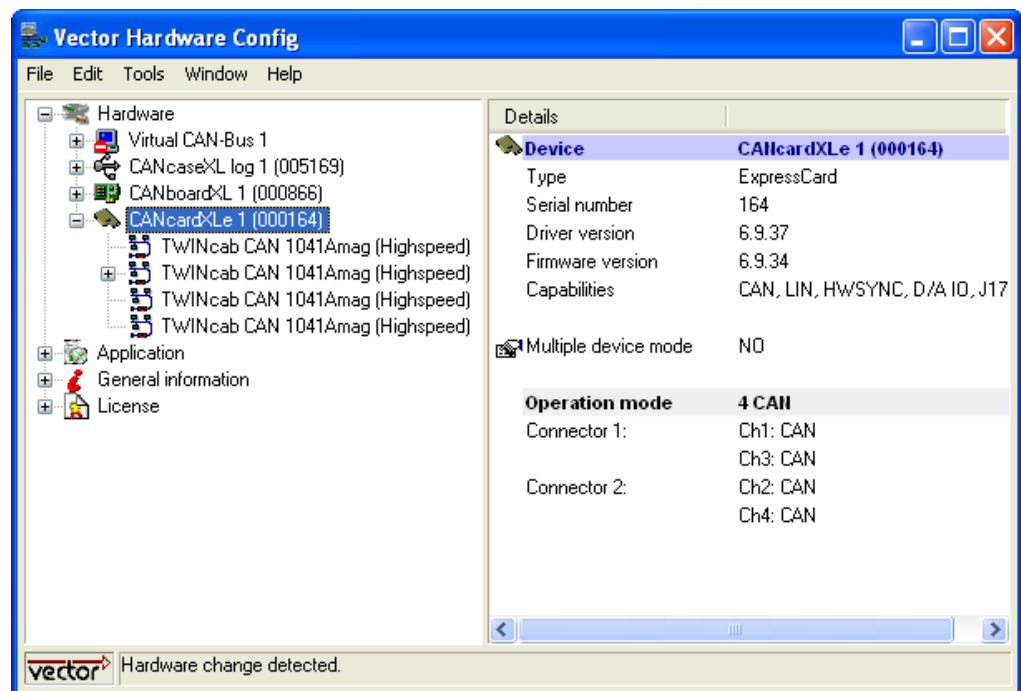 Vector Hardware Config
File Edit Tools Window Help
Hardware
Virtual CAN-Bus 1
CANcaseXL log 1 (005169)
CANboardXL 1 (000866)
CANcardXLe 1 (000164)
TWINcab CAN 1041Amag (Highspeed)
TWINcab CAN 1041Amag (Highspeed)
TWINcab CAN 1041Amag (Highspeed)
TWINcab CAN 1041Amag (Highspeed)
Application
General information
License
Details
Device CANcardXLe 1 (000164)
Type ExpressCard
Serial number 164
Driver version 6.9.37
Firmware version 6.9.34
Capabilities CAN, LIN, HWSYNC, D/A IO, J17
Multiple device mode NO
Operation mode 4 CAN
Connector 1: Ch1: CAN
Ch3: CAN
Connector 2: Ch2: CAN
Ch4: CAN
vector Hardware change detected.